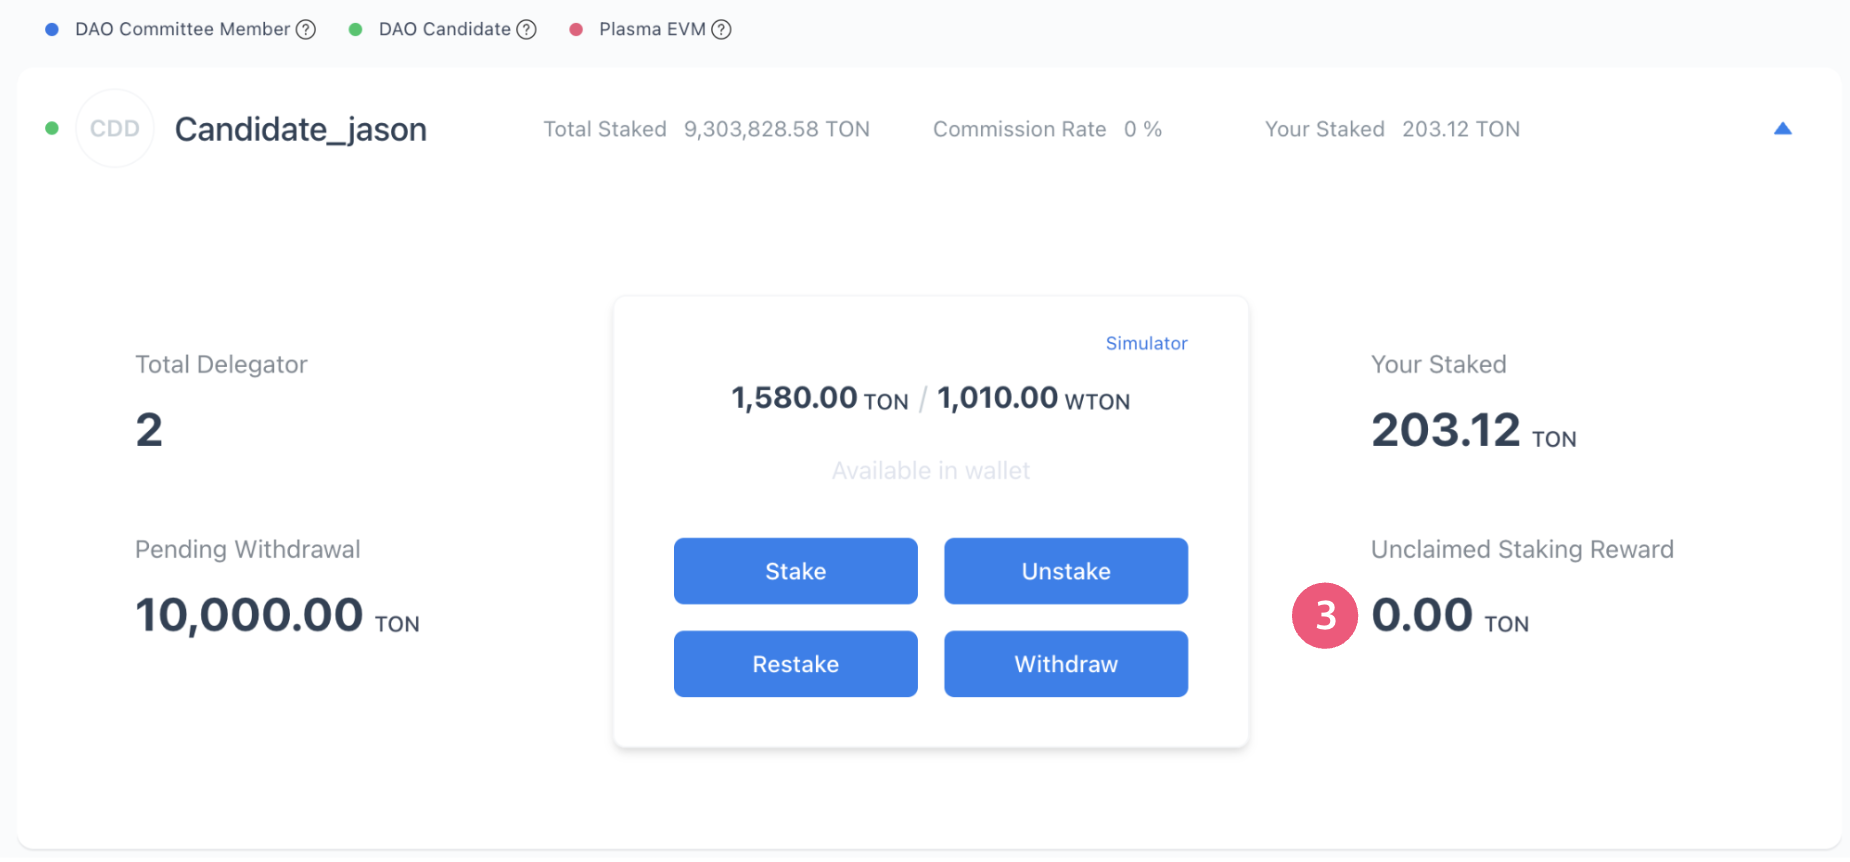 DAO Committee Member ? DAO Candidate ? Plasma EVM ?
CDD Candidate_jason Total Staked 9,303,828.58 TON Commission Rate 0 % Your Staked 203.12 TON
Simulator
Total Delegator
2
1,580.00 TON / 1,010.00 WTON
Available in wallet
Your Staked
203.12 TON
Pending Withdrawal
10,000.00 TON
Stake Unstake
Restake Withdraw
Unclaimed Staking Reward
3 0.00 TON